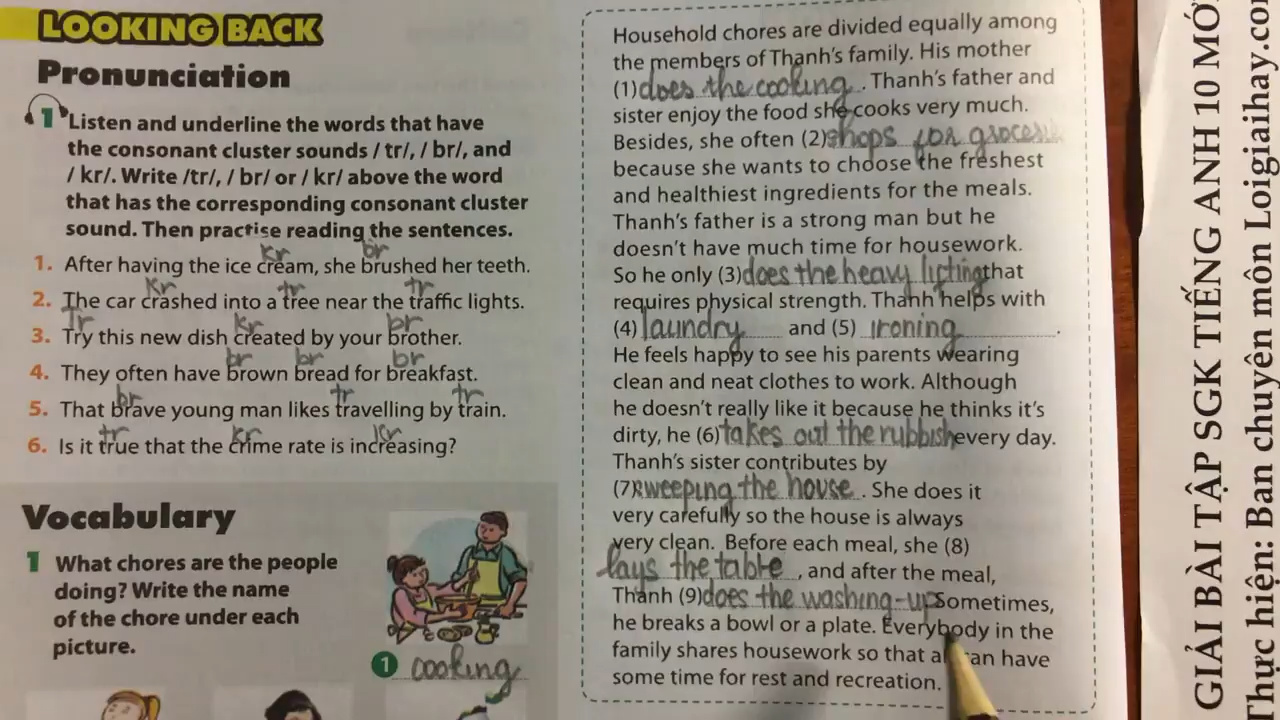 LOOKING BACK
Pronunciation
1 Listen and underline the words that have
the consonant cluster sounds / tr/, / br/, and
/ kr/. Write /tr/, / br/ or / kr/ above the word
that has the corresponding consonant cluster
sound. Then practise reading the sentences.
kr br
1. After having the ice cream, she brushed her teeth.
kr tr tr
2. The car crashed into a tree near the traffic lights.
Tr kr br
3. Try this new dish created by your brother.
br br br
4. They often have brown bread for breakfast.
br tr tr
5. That brave young man likes travelling by train.
tr kr kr
6. Is it true that the crime rate is increasing?
Vocabulary
1 What chores are the people
doing? Write the name
of the chore under each
picture.
1 cooking
Household chores are divided equally among
the members of Thanh's family. His mother
(1) does the cooking. Thanh's father and
sister enjoy the food she cooks very much.
Besides, she often (2) shops for
because she wants to choose the freshest
and healthiest ingredients for the meals.
Thanh's father is a strong man but he
doesn't have much time for housework.
So he only (3) does the heavy lifting that
requires physical strength. Thanh helps with
(4) laundry and (5) ironing.
He feels happy to see his parents wearing
clean and neat clothes to work. Although
he doesn't really like it because he thinks it's
dirty, he (6) takes out the rubbish every day.
Thanh's sister contributes by
(7) sweeping the house. She does it
very carefully so the house is always
very clean. Before each meal, she (8)
lays the table, and after the meal,
Thanh (9) does the washing-up Sometimes,
he breaks a bowl or a plate. Everybody in the
family shares housework so that all can have
some time for rest and recreation.
GIẢI BÀI TẬP SGK TIẾNG ANH 10 MỚI
Thực hiện: Ban chuyên môn Loigiaihay.com